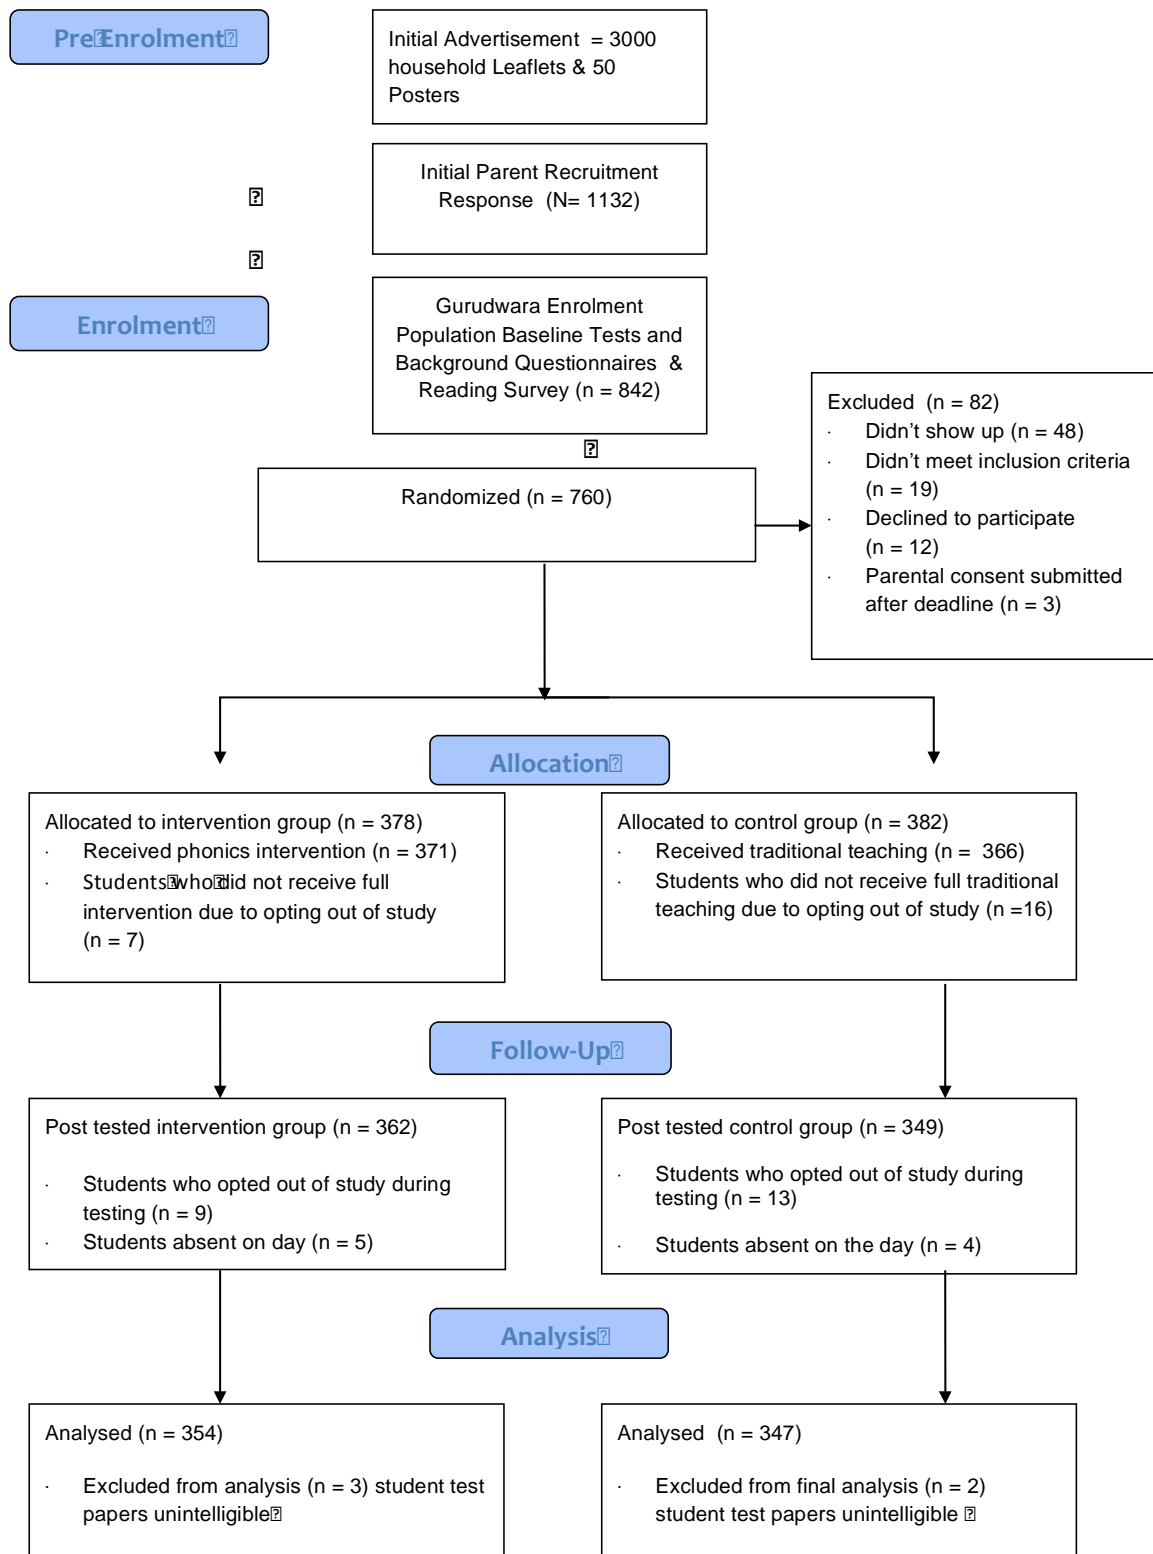 Pre⍰Enrolment⍰
Initial Advertisement = 3000
household Leaflets & 50
Posters
Initial Parent Recruitment
Response (N= 1132)
⍰
⍰
Enrolment⍰
Gurudwara Enrolment
Population Baseline Tests and
Background Questionnaires &
Reading Survey (n = 842)
⍰
Excluded (n = 82)
· Didn't show up (n = 48)
· Didn't meet inclusion criteria
(n = 19)
· Declined to participate
(n = 12)
· Parental consent submitted
after deadline (n = 3)
Randomized (n = 760)
Allocation⍰
Allocated to intervention group (n = 378)
· Received phonics intervention (n = 371)
· Students⍰who⍰did not receive full
intervention due to opting out of study
(n = 7)
Allocated to control group (n = 382)
· Received traditional teaching (n = 366)
· Students who did not receive full traditional
teaching due to opting out of study (n =16)
Follow-Up⍰
Post tested intervention group (n = 362)
· Students who opted out of study during
testing (n = 9)
· Students absent on day (n = 5)
Post tested control group (n = 349)
· Students who opted out of study during
testing (n = 13)
· Students absent on the day (n = 4)
Analysis⍰
Analysed (n = 354)
· Excluded from analysis (n = 3) student test
papers unintelligible⍰
Analysed (n = 347)
· Excluded from final analysis (n = 2)
student test papers unintelligible ⍰